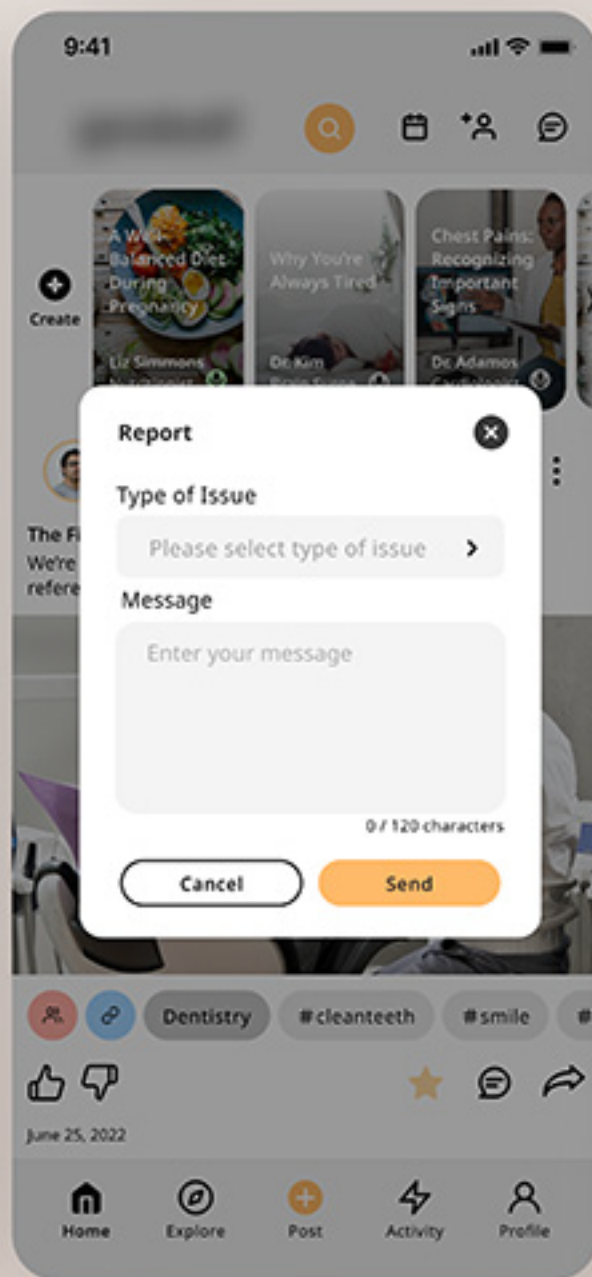 9:41
Create
A Well-
Balanced Diet
During
Pregnancy
Liz Simmons
Nutritionist
Why You're
Always Tired
Dr. Kim
Chest Pains:
Recognizing
Important
Signs
Dr. Adamos
Cardiologist
Report
Type of Issue
Please select type of issue
Message
Enter your message
0 / 120 characters
Cancel
Send
The Fi
We're
refere
Dentistry
#cleanteeth
#smile
#
June 25, 2022
Home
Explore
Post
Activity
Profile